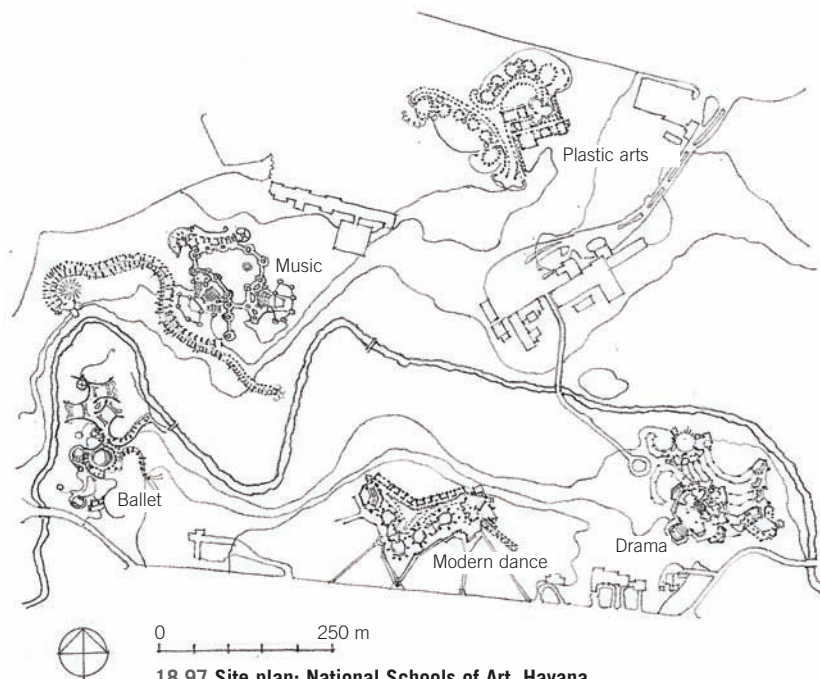 Plastic arts
Music
Ballet
Modern dance
Drama
0 250 m
18.97 Site plan: National Schools of Art, Havana